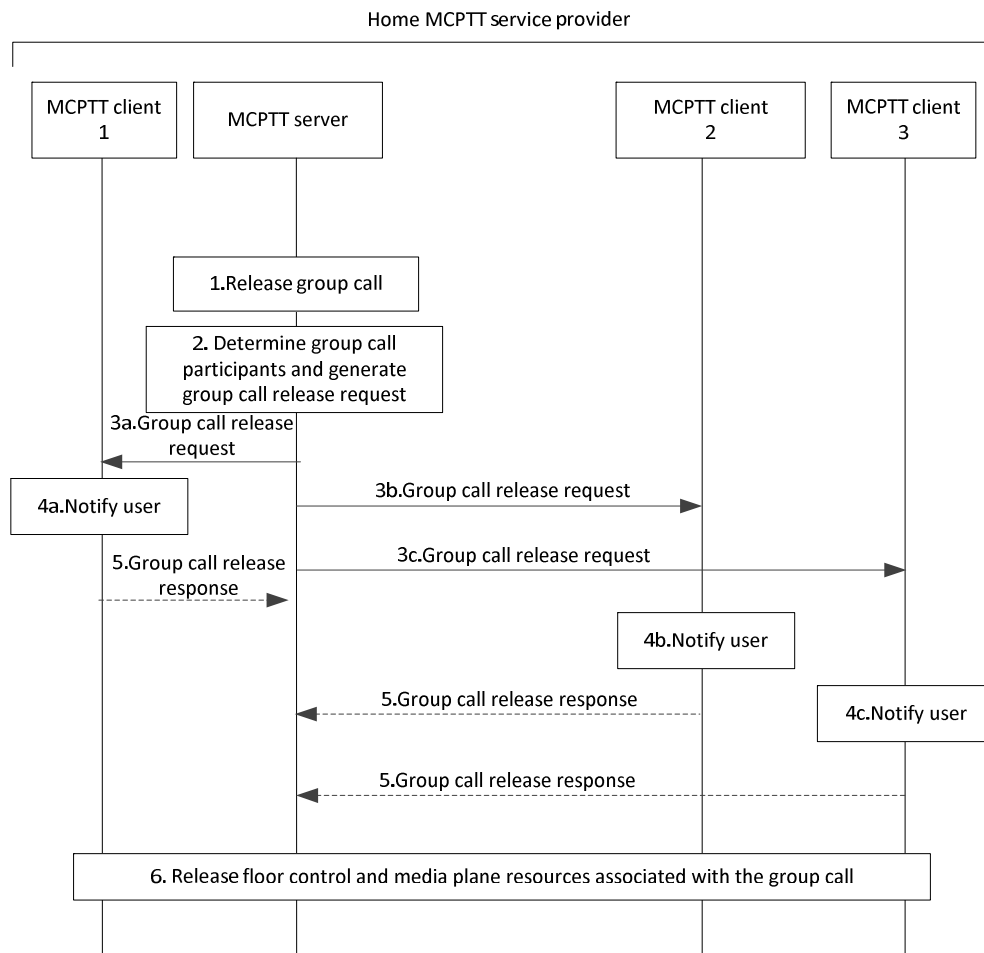 Home MCPTT service provider
MCPTT client
1
MCPTT server
MCPTT client
2
MCPTT client
3
1.Release group call
2. Determine group call
participants and generate
group call release request
3a.Group call release
request
3b.Group call release request
4a.Notify user
3c.Group call release request
5.Group call release
response
4b.Notify user
5.Group call release response
4c.Notify user
5.Group call release response
6. Release floor control and media plane resources associated with the group call